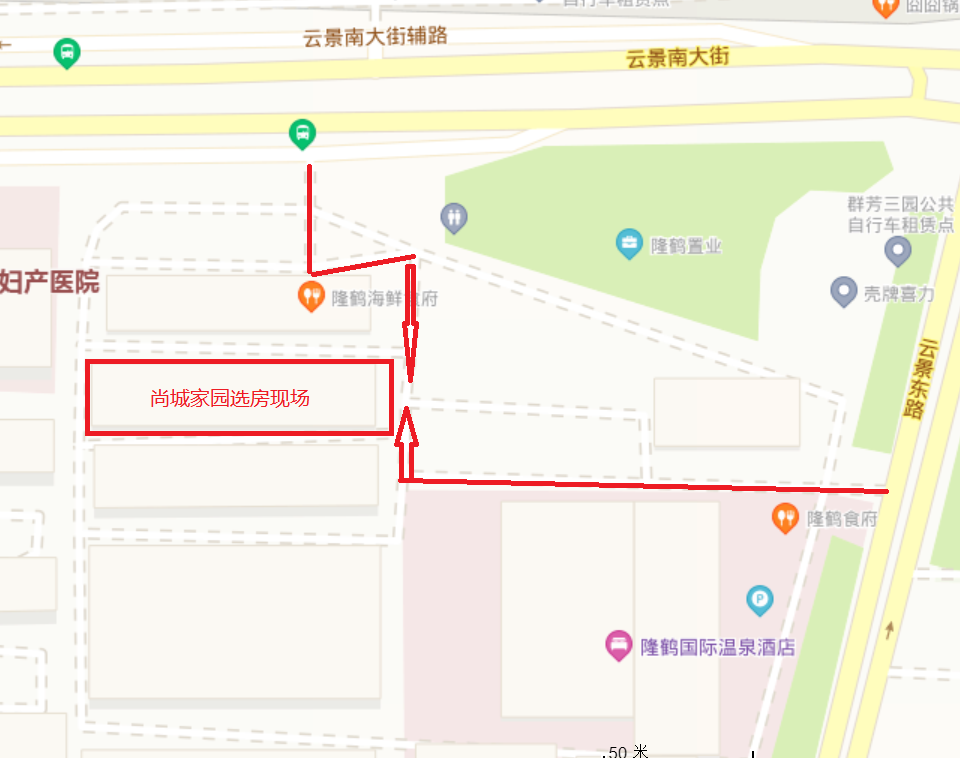 云景南大街辅路
云景南大街
群芳三园公共
自行车租赁点
隆鹤置业
妇产医院
壳牌喜力
隆鹤海鲜食府
云景东路
尚城家园选房现场
隆鹤食府
P
隆鹤国际温泉酒店
50 米